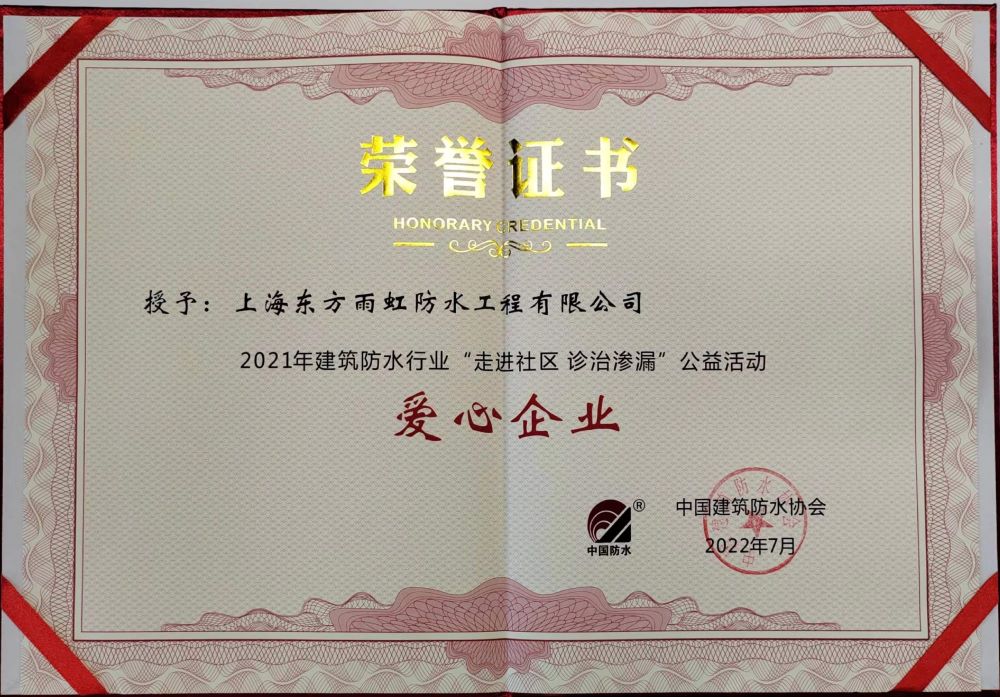 荣誉证书
HONORARY CREDENTIAL
授予：上海东方雨虹防水工程有限公司
2021年建筑防水行业“走进社区 诊治渗漏”公益活动
爱心企业
®
中国防水
中国建筑防水协会
2022年7月